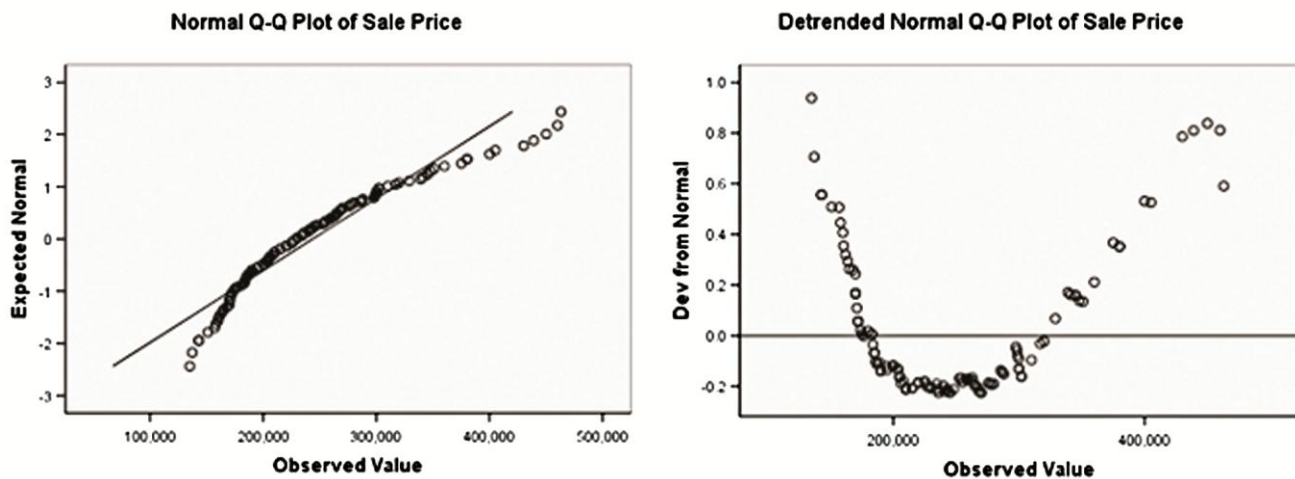 Normal Q-Q Plot of Sale Price
Expected Normal
3
2
1
0
-1
-2
-3
100,000 200,000 300,000 400,000 500,000
Observed Value
Detrended Normal Q-Q Plot of Sale Price
Dev from Normal
1.0
0.8
0.6
0.4
0.2
0.0
-0.2
200,000 400,000
Observed Value